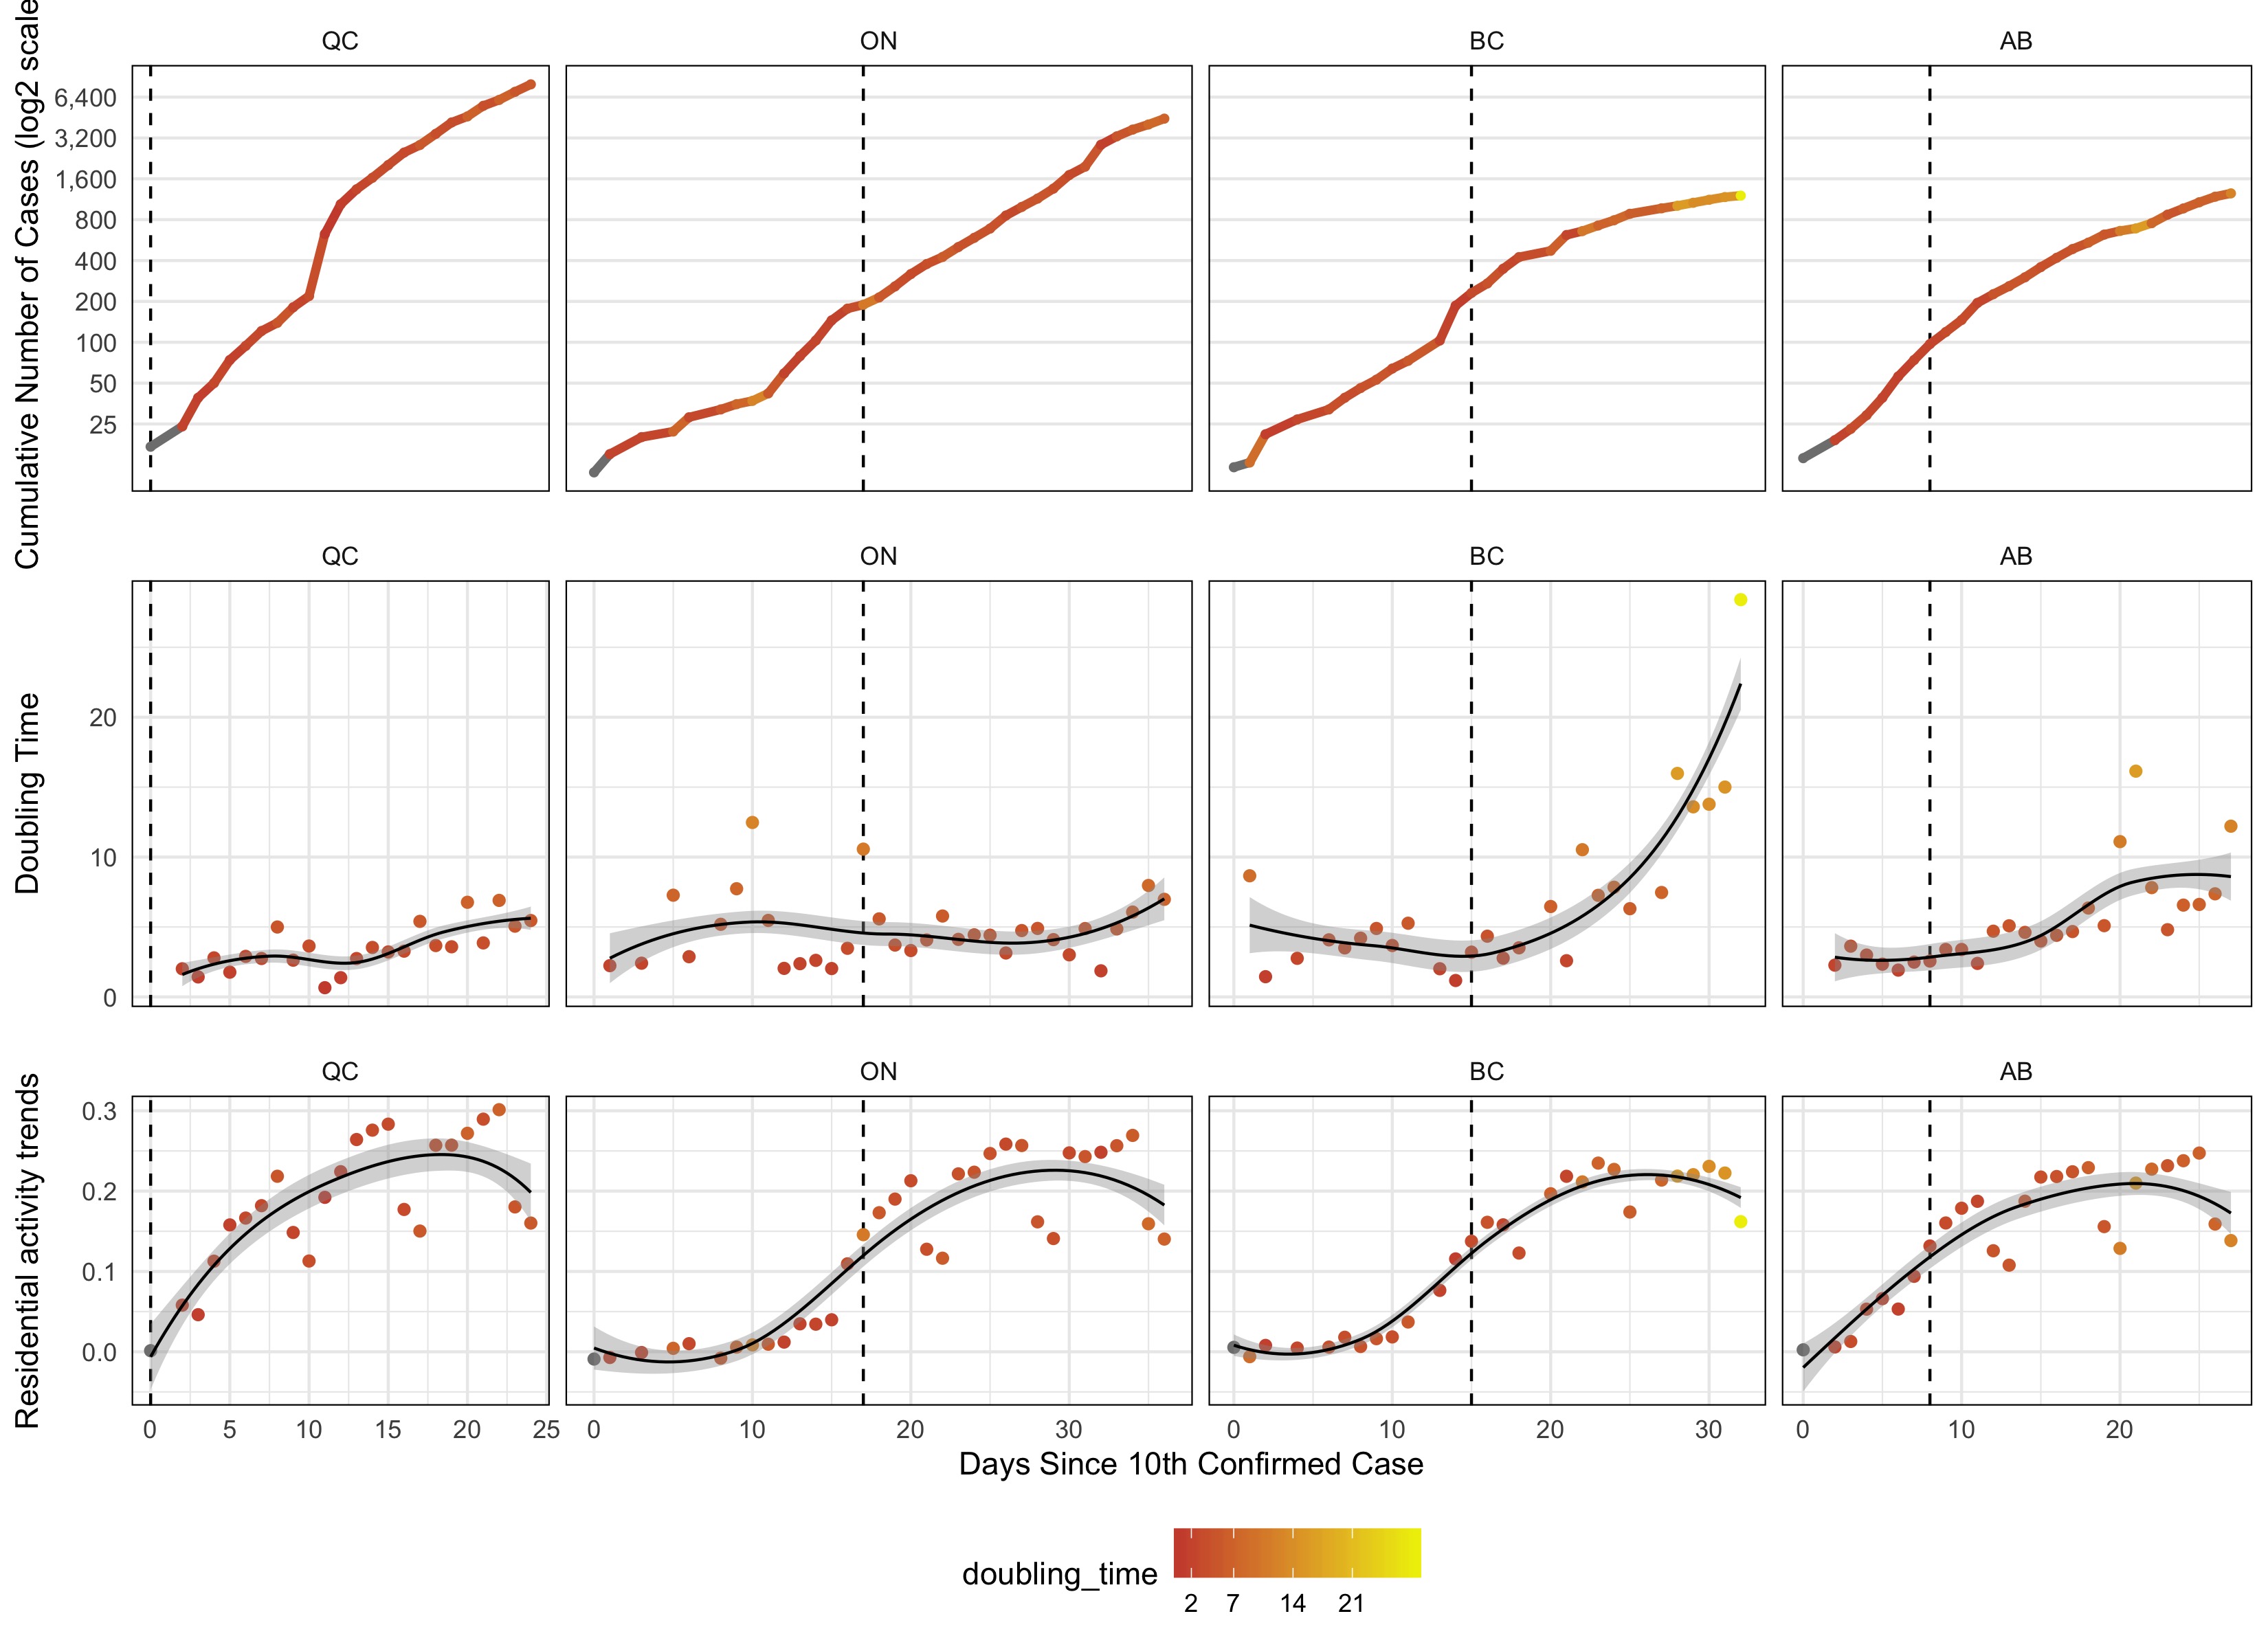 QC ON BC AB
Cumulative Number of Cases (log2 scale
6,400
3,200
1,600
800
400
200
100
50
25
QC ON BC AB
Doubling Time
20
10
0
QC ON BC AB
Residential activity trends
0.3
0.2
0.1
0.0
0 5 10 15 20 25 0 10 20 30 0 10 20 30 0 10 20
Days Since 10th Confirmed Case
doubling_time
2 7 14 21